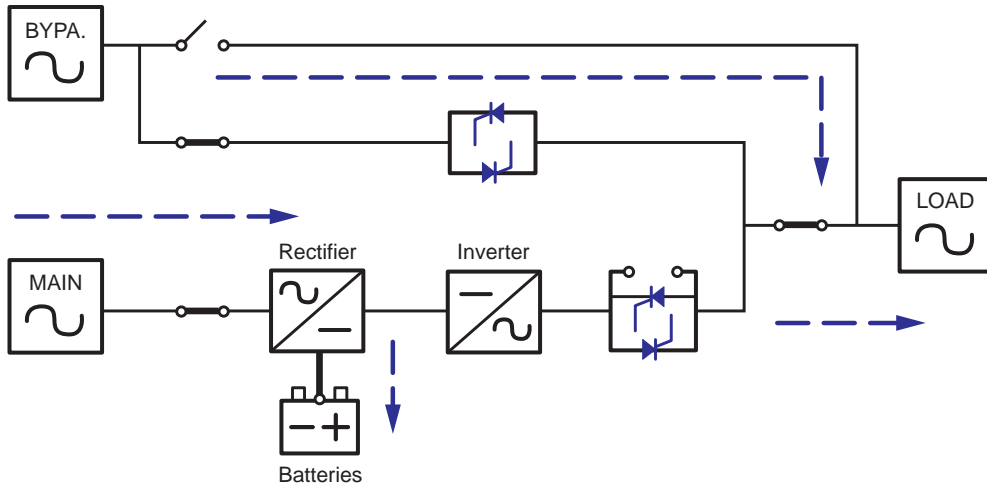 BYPA.
LOAD
Rectifier
Inverter
MAIN
Batteries